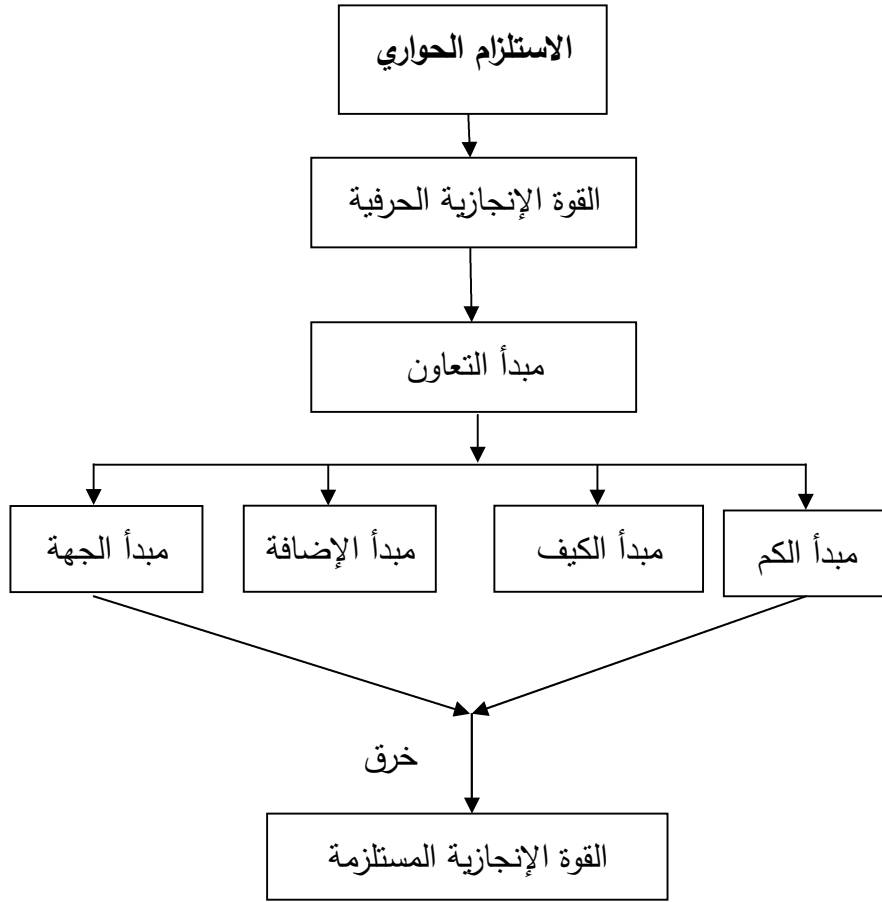 الاستلزام الحواري
القوة الإنجازية الحرفية
مبدأ التعاون
مبدأ الكم
مبدأ الكيف
مبدأ الإضافة
مبدأ الجهة
خرق
القوة الإنجازية المستلزمة